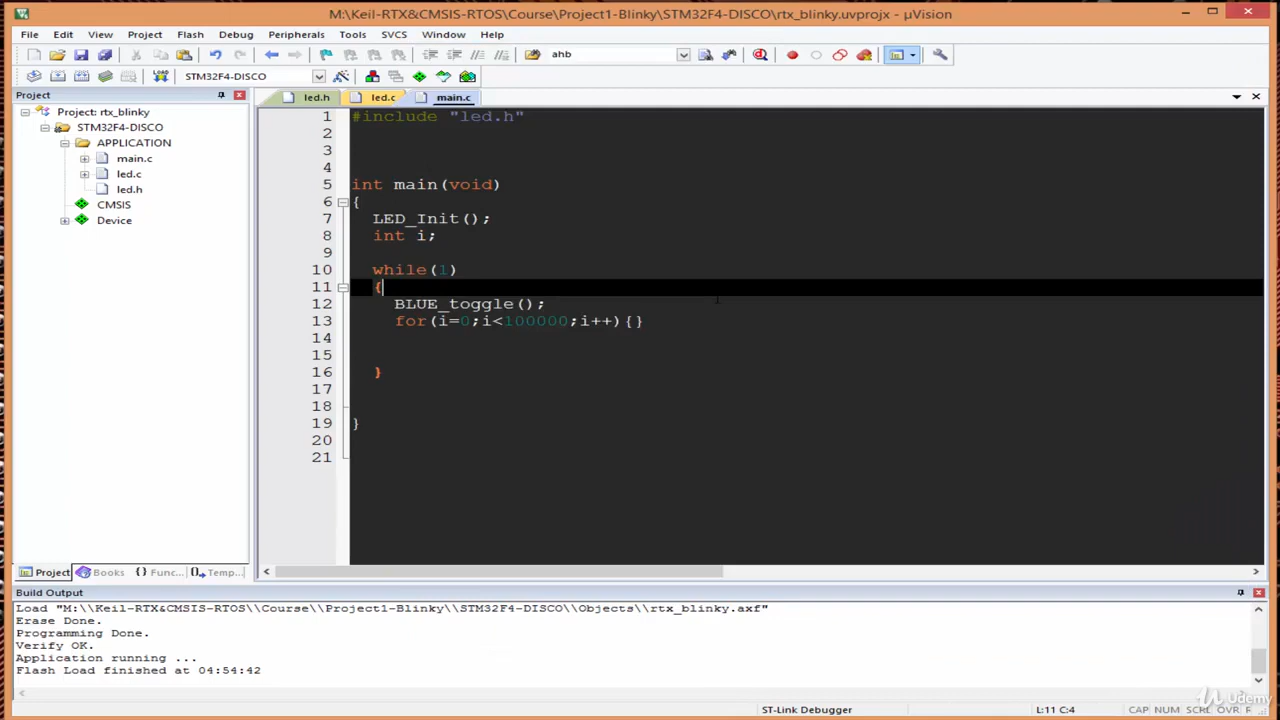 M:\Keil-RTX&CMSIS-RTOS\Course\Project1-Blinky\STM32F4-DISCO\rtx_blinky.uvprojx - µVision
File Edit View Project Flash Debug Peripherals Tools SVCS Window Help
ahb
LOAD STM32F4-DISCO
Project
led.h led.c main.c
Project: rtx_blinky
STM32F4-DISCO
APPLICATION
main.c
led.c
led.h
CMSIS
Device
1 #include "led.h"
2
3
4
5 int main(void)
6 {
7 LED_Init();
8 int i;
9
10 while(1)
11 {
12 BLUE_toggle();
13 for(i=0;i<100000;i++){}
14
15
16 }
17
18
19 }
20
21
Project Books {} Func... Temp...
Build Output
Load "M:\\Keil-RTX&CMSIS-RTOS\\Course\\Project1-Blinky\\STM32F4-DISCO\\Objects\\rtx_blinky.axf"
Erase Done.
Programming Done.
Verify OK.
Application running ...
Flash Load finished at 04:54:42
ST-Link Debugger L:11 C:4 CAP NUM SCRL OVR
Udemy